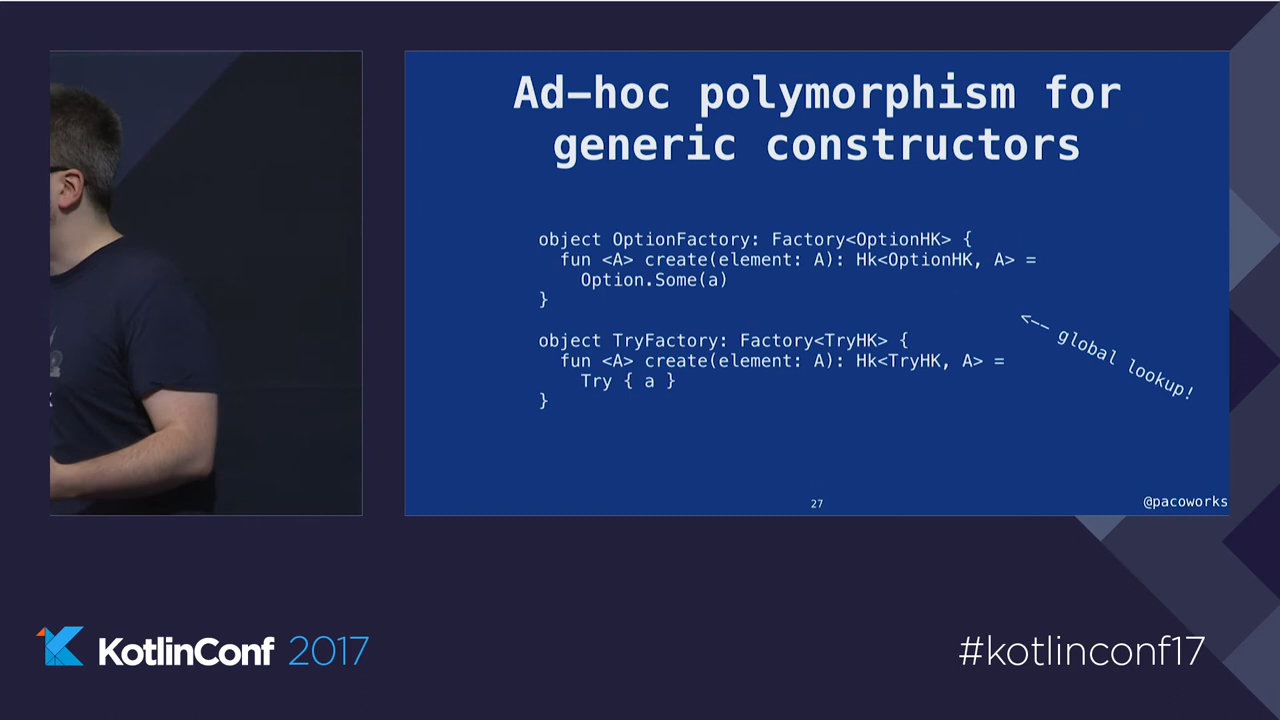 Ad-hoc polymorphism for
generic constructors
object OptionFactory: Factory<OptionHK> {
fun <A> create(element: A): Hk<OptionHK, A> =
Option.Some(a)
}
object TryFactory: Factory<TryHK> {
fun <A> create(element: A): Hk<TryHK, A> =
Try { a }
}
<-- global lookup!
27
@pacoworks
KotlinConf 2017
#kotlinconf17